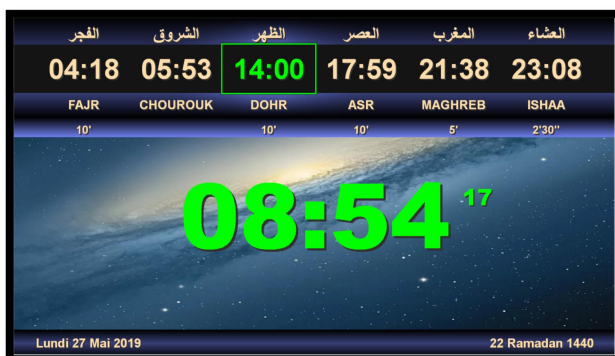 الفجر الشروق الظهر العصر المغرب العشاء
04:18 05:53 14:00 17:59 21:38 23:08
FAJR CHOUROUK DOHR ASR MAGHREB ISHAA
10' 10' 10' 5' 2'30"
08:54 17
Lundi 27 Mai 2019 22 Ramadan 1440